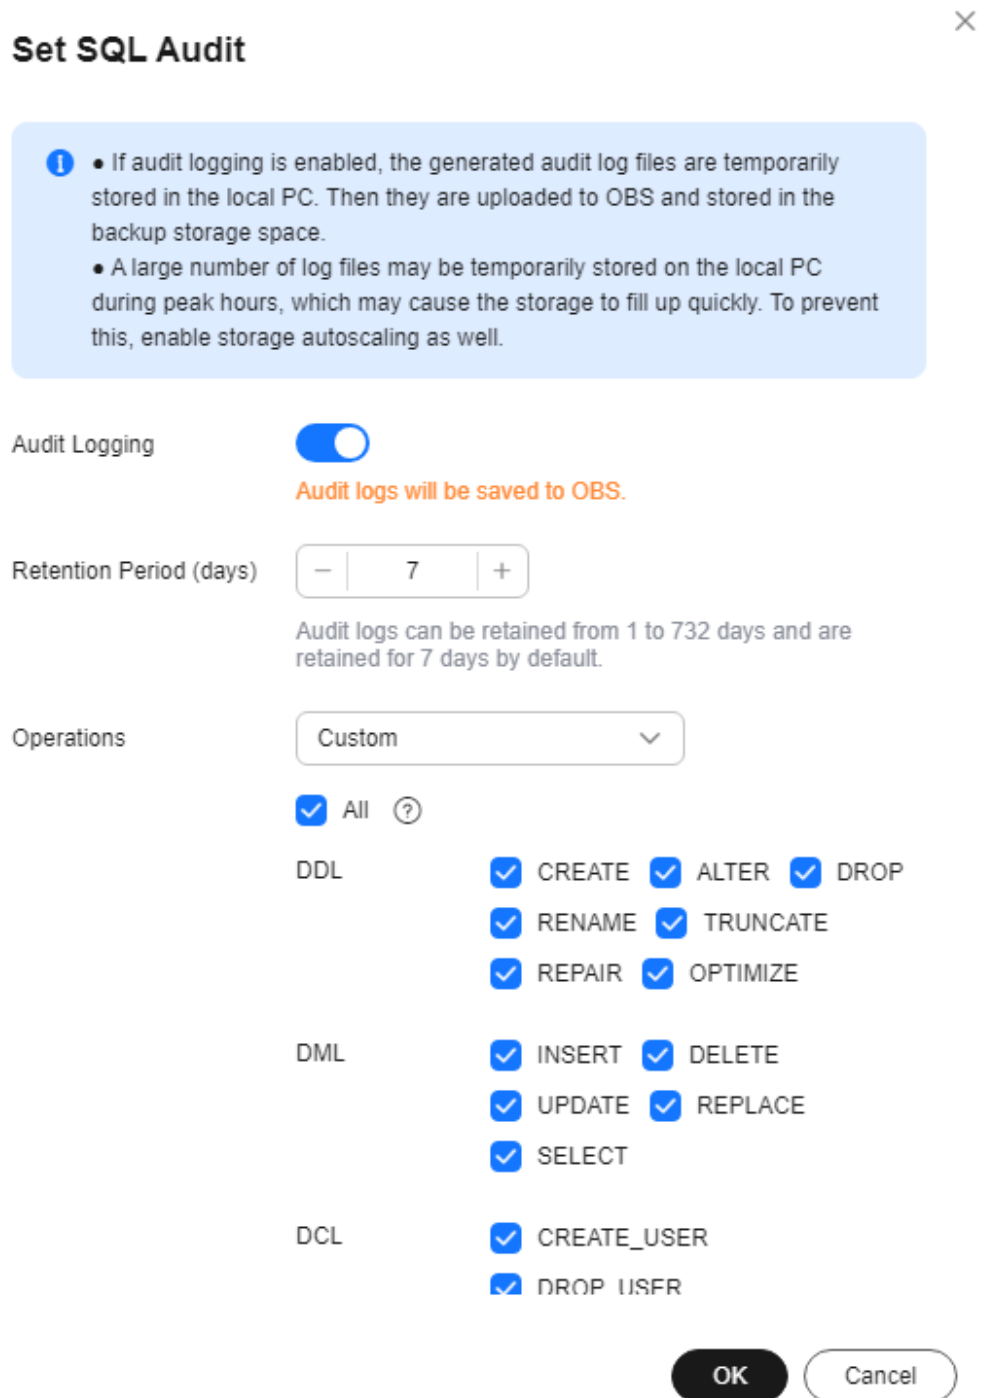 Set SQL Audit
● If audit logging is enabled, the generated audit log files are temporarily
stored in the local PC. Then they are uploaded to OBS and stored in the
backup storage space.
● A large number of log files may be temporarily stored on the local PC
during peak hours, which may cause the storage to fill up quickly. To prevent
this, enable storage autoscaling as well.
Audit Logging
Audit logs will be saved to OBS.
Retention Period (days) − 7 +
Audit logs can be retained from 1 to 732 days and are
retained for 7 days by default.
Operations Custom
All ?
DDL CREATE ALTER DROP
RENAME TRUNCATE
REPAIR OPTIMIZE
DML INSERT DELETE
UPDATE REPLACE
SELECT
DCL CREATE_USER
DROP_USER
OK Cancel